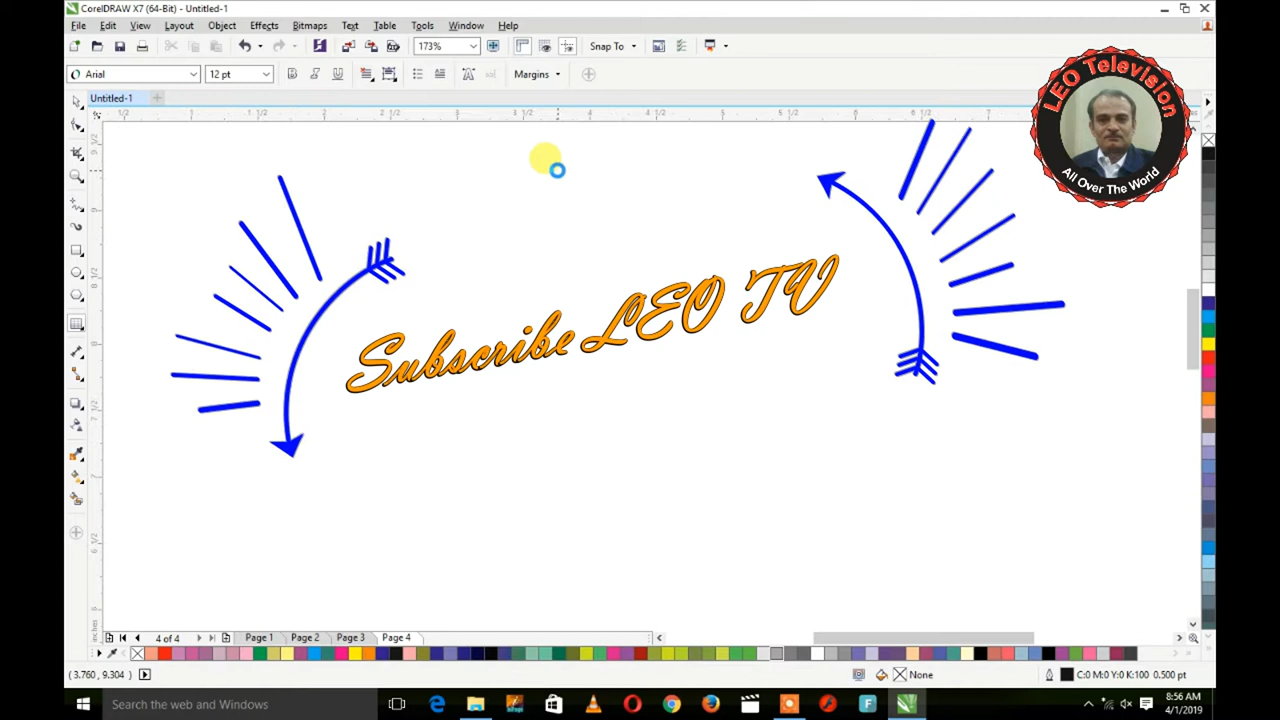 CorelDRAW X7 (64-Bit) - Untitled-1
File Edit View Layout Object Effects Bitmaps Text Table Tools Window Help
173% Snap To
Arial 12 pt Margins
Untitled-1
LEO Television
All Over The World
Subscribe LEO TV
inches
4 of 4 Page 1 Page 2 Page 3 Page 4
( 3.760 , 9.304 ) None C:0 M:0 Y:0 K:100 0.500 pt
Search the web and Windows
8:56 AM
4/1/2019